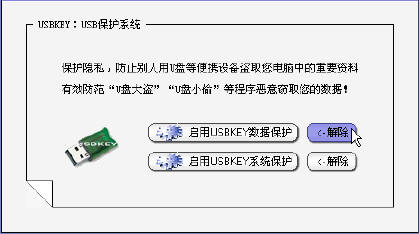 USBKEY：USB保护系统
保护隐私，防止别人用U盘等便携设备盗取您电脑中的重要资料
有效防范“U盘大盗”“U盘小偷”等程序恶意窃取您的数据！
USBKEY
启用USBKEY数据保护
<-解除
启用USBKEY系统保护
<-解除